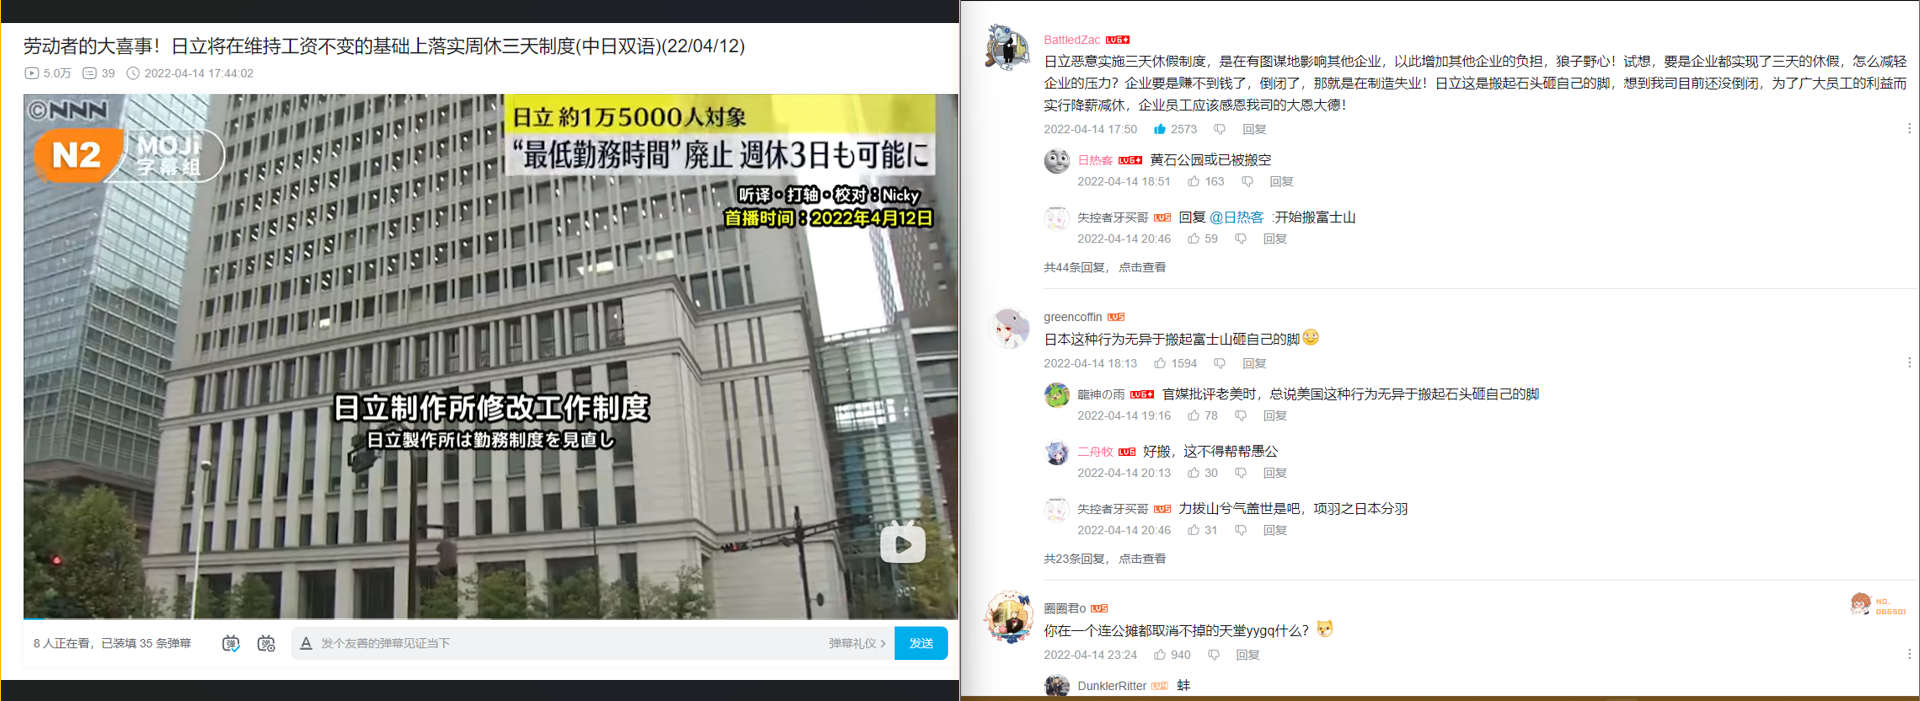 劳动者的大喜事！日立将在维持工资不变的基础上落实周休三天制度(中日双语)(22/04/12)
5.0万 39 2022-04-14 17:44:02
©NNN
N2 MOJi
字幕组
日立 約1万5000人対象
“最低勤務時間”廃止 週休3日も可能に
听译・打轴・校对：Nicky
首播时间：2022年4月12日
日立制作所修改工作制度
日立製作所は勤務制度を見直し
8 人正在看， 已装填 35 条弹幕 弹 弹 A 发个友善的弹幕见证当下 弹幕礼仪 > 发送
BattledZac LV6
日立恶意实施三天休假制度，是在有图谋地影响其他企业，以此增加其他企业的负担，狼子野心！试想，要是企业都实现了三天的休假，怎么减轻
企业的压力？企业要是赚不到钱了，倒闭了，那就是在制造失业！日立这是搬起石头砸自己的脚，想到我司目前还没倒闭，为了广大员工的利益而
实行降薪减休，企业员工应该感恩我司的大恩大德！
2022-04-14 17:50 2573 回复
日热客 LV6 黄石公园或已被搬空
2022-04-14 18:51 163 回复
失控者牙买哥 LV5 回复 @日热客 :开始搬富士山
2022-04-14 20:46 59 回复
共44条回复， 点击查看
greencoffin LV5
日本这种行为无异于搬起富士山砸自己的脚
2022-04-14 18:13 1594 回复
龍神の雨 LV6 官媒批评老美时，总说美国这种行为无异于搬起石头砸自己的脚
2022-04-14 19:16 78 回复
二舟牧 LV6 好搬，这不得帮帮愚公
2022-04-14 20:13 30 回复
失控者牙买哥 LV5 力拔山兮气盖世是吧，项羽之日本分羽
2022-04-14 20:46 31 回复
共23条回复， 点击查看
圈圈君o LV5
NO.
066501
你在一个连公摊都取消不掉的天堂yygq什么？
2022-04-14 23:24 940 回复
DunklerRitter LV4 蚌